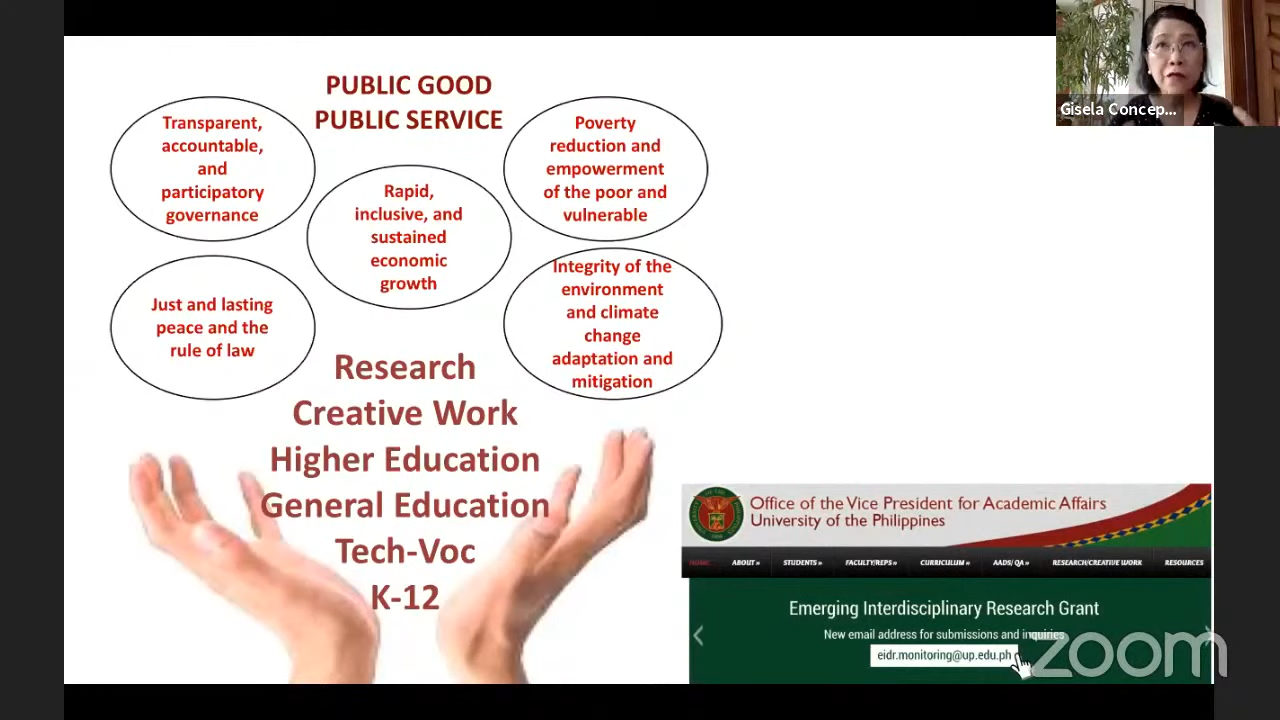 PUBLIC GOOD
PUBLIC SERVICE
Transparent,
accountable,
and
participatory
governance
Rapid,
inclusive, and
sustained
economic
growth
Poverty
reduction and
empowerment
of the poor and
vulnerable
Just and lasting
peace and the
rule of law
Integrity of the
environment
and climate
change
adaptation and
mitigation
Research
Creative Work
Higher Education
General Education
Tech-Voc
K-12
Gisela Concep...
Office of the Vice President for Academic Affairs
University of the Philippines
HOME ABOUT » STUDENTS » FACULTY/REPS » CURRICULUM » AADS/ QA » RESEARCH/CREATIVE WORK RESOURCES
Emerging Interdisciplinary Research Grant
New email address for submissions and inquiries
eidr.monitoring@up.edu.ph
zoom